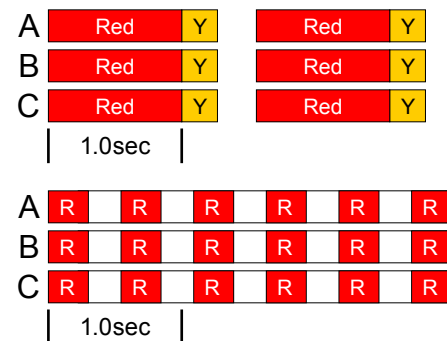 A Red Y Red Y
B Red Y Red Y
C Red Y Red Y
1.0sec
A R R R R R R
B R R R R R R
C R R R R R R
1.0sec